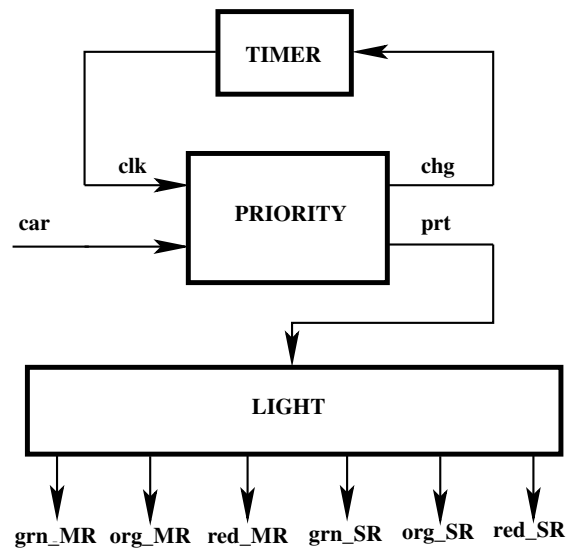 TIMER
clk
chg
PRIORITY
car
prt
LIGHT
grn_MR org_MR red_MR grn_SR org_SR red_SR